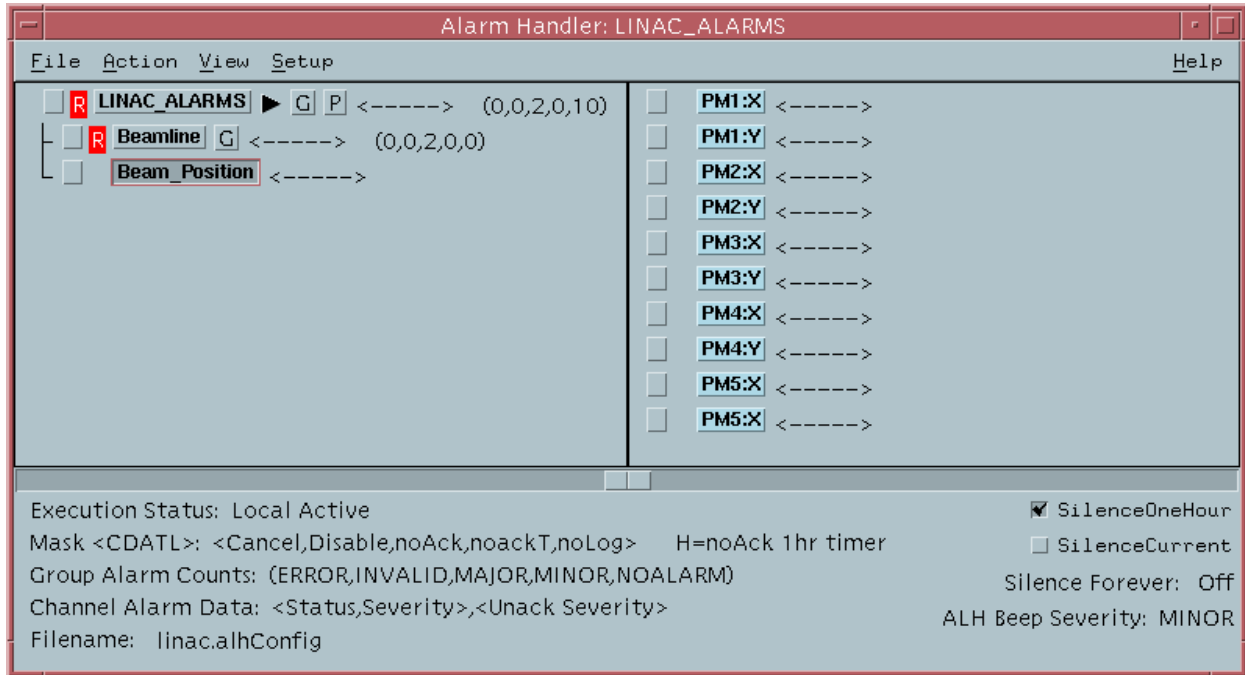 Alarm Handler: LINAC_ALARMS
File Action View Setup Help
R LINAC_ALARMS G P <-----> (0,0,2,0,10)
R Beamline G <-----> (0,0,2,0,0)
Beam_Position <----->
PM1:X <----->
PM1:Y <----->
PM2:X <----->
PM2:Y <----->
PM3:X <----->
PM3:Y <----->
PM4:X <----->
PM4:Y <----->
PM5:X <----->
PM5:X <----->
Execution Status: Local Active
Mask <CDATL>: <Cancel,Disable,noAck,noackT,noLog> H=noAck 1hr timer
Group Alarm Counts: (ERROR,INVALID,MAJOR,MINOR,NOALARM)
Channel Alarm Data: <Status,Severity>,<Unack Severity>
Filename: linac.alhConfig
SilenceOneHour
SilenceCurrent
Silence Forever: Off
ALH Beep Severity: MINOR